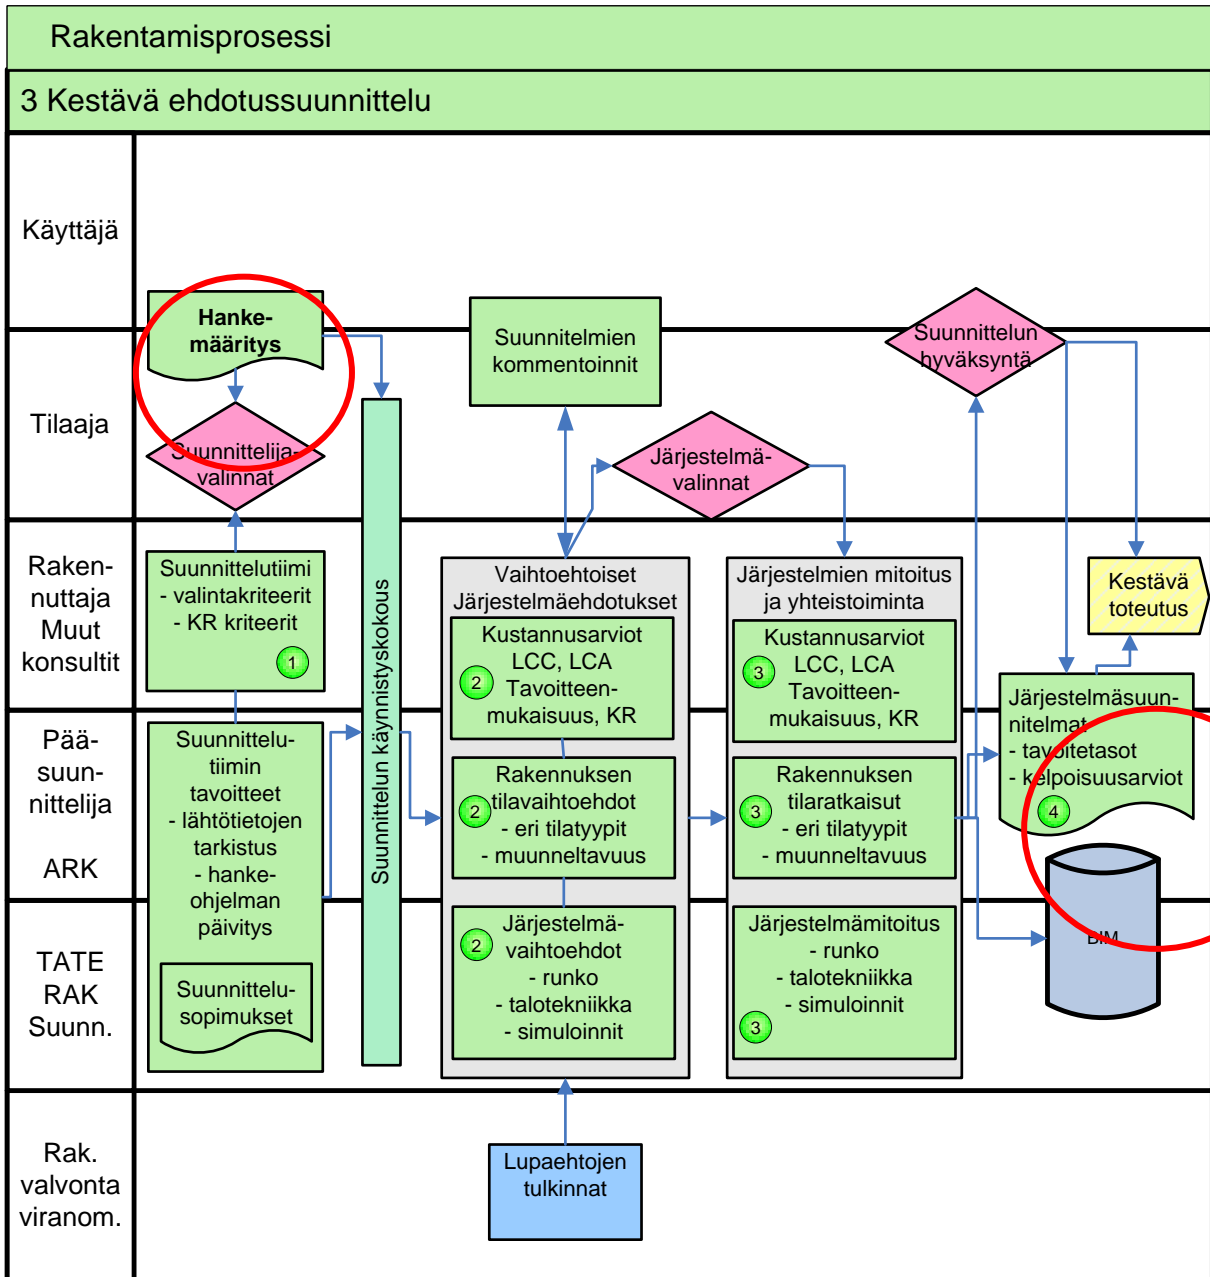 Rakentamisprosessi
3 Kestävä ehdotussuunnittelu
Käyttäjä
Tilaaja
Raken-
nuttaja
Muut
konsultit
Pää-
suun-
nittelija
ARK
TATE
RAK
Suunn.
Rak.
valvonta
viranom.
Hanke-
määritys
Suunnittelija-
valinnat
Suunnittelutiimi
- valintakriteerit
- KR kriteerit
1
Suunnittelu-
tiimin
tavoitteet
- lähtötietojen
tarkistus
- hanke-
ohjelman
päivitys
Suunnittelu-
sopimukset
Suunnittelun käynnistyskokous
Suunnitelmien
kommentoinnit
Järjestelmä-
valinnat
Vaihtoehtoiset
Järjestelmäehdotukset
Kustannusarviot
LCC, LCA
Tavoitteen-
mukaisuus, KR
2
Rakennuksen
tilavaihtoehdot
- eri tilatyypit
- muunneltavuus
2
Järjestelmä-
vaihtoehdot
- runko
- talotekniikka
- simuloinnit
2
Lupaehtojen
tulkinnat
Järjestelmien mitoitus
ja yhteistoiminta
Kustannusarviot
LCC, LCA
Tavoitteen-
mukaisuus, KR
3
Rakennuksen
tilaratkaisut
- eri tilatyypit
- muunneltavuus
3
Järjestelmämitoitus
- runko
- talotekniikka
- simuloinnit
3
Suunnittelun
hyväksyntä
Kestävä
toteutus
Järjestelmäsuun-
nitelmat
- tavoitetasot
- kelpoisuusarviot
4
BIM